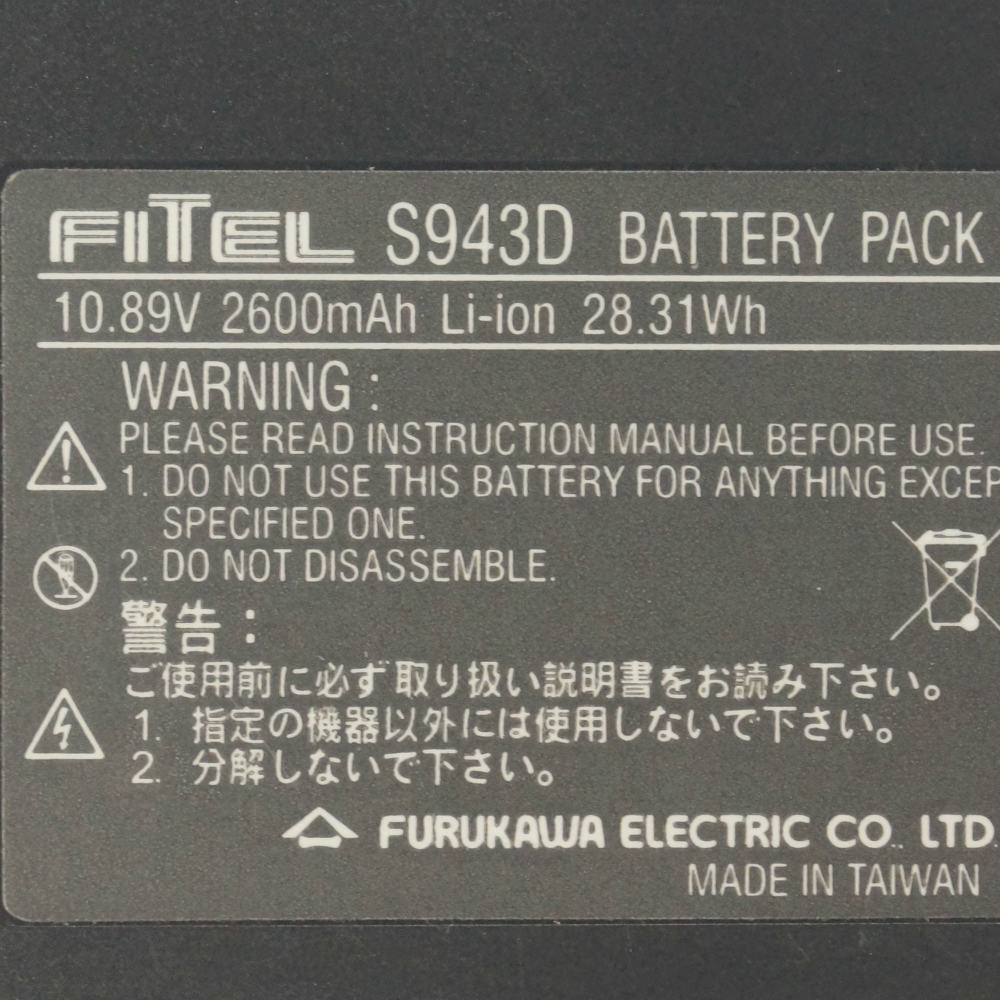 FITEL S943D BATTERY PACK
10.89V 2600mAh Li-ion 28.31Wh
WARNING :
PLEASE READ INSTRUCTION MANUAL BEFORE USE.
1. DO NOT USE THIS BATTERY FOR ANYTHING EXCEP
SPECIFIED ONE.
2. DO NOT DISASSEMBLE.
警告：
ご使用前に必ず取り扱い説明書をお読み下さい。
1. 指定の機器以外には使用しないで下さい。
2. 分解しないで下さい。
FURUKAWA ELECTRIC CO., LTD.
MADE IN TAIWAN